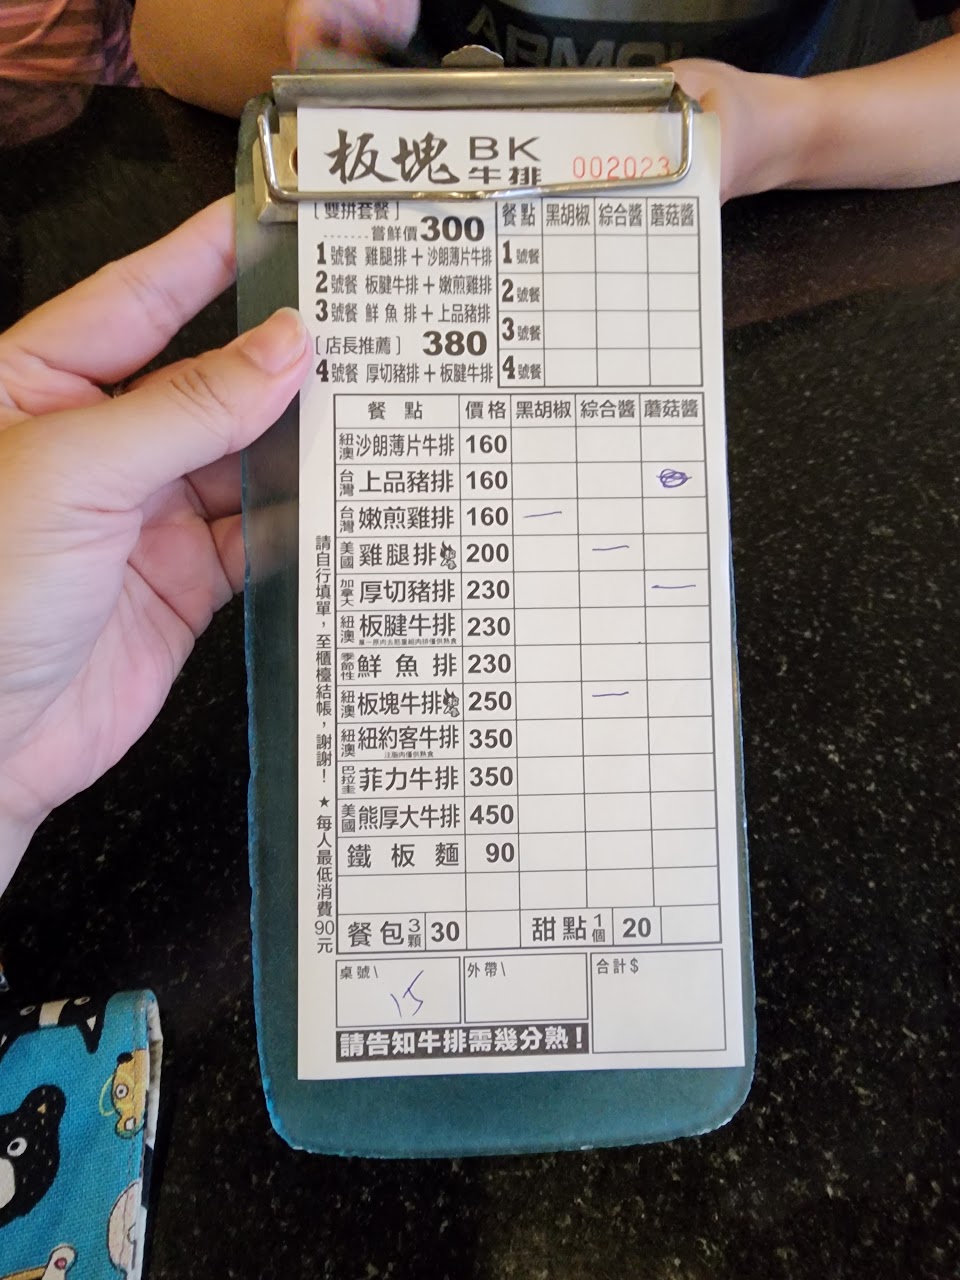 ARMOU
板塊 BK 牛排 002023
[雙拼套餐]
嘗鮮價 300
1號餐 雞腿排+沙朗薄片牛排
2號餐 板腱牛排+嫩煎雞排
3號餐 鮮魚排+上品豬排
[店長推薦] 380
4號餐 厚切豬排+板腱牛排
餐點 黑胡椒 綜合醬 蘑菇醬
1號餐
2號餐
3號餐
4號餐
餐點 價格 黑胡椒 綜合醬 蘑菇醬
紐澳 沙朗薄片牛排 160
台灣 上品豬排 160
台灣 嫩煎雞排 160 一
美國 雞腿排 200 一
加拿大 厚切豬排 230 一
紐澳 板腱牛排 230
季節性 鮮魚排 230
紐澳 板塊牛排 250 一
紐澳 紐約客牛排 350
巴拉圭 菲力牛排 350
美國 熊厚大牛排 450
鐵板麵 90
餐包3顆 30 甜點1個 20
桌號\ 15 外帶\ 合計$
請告知牛排需幾分熟!
請自行填單,至櫃檯結帳,謝謝! ★每人最低消費90元